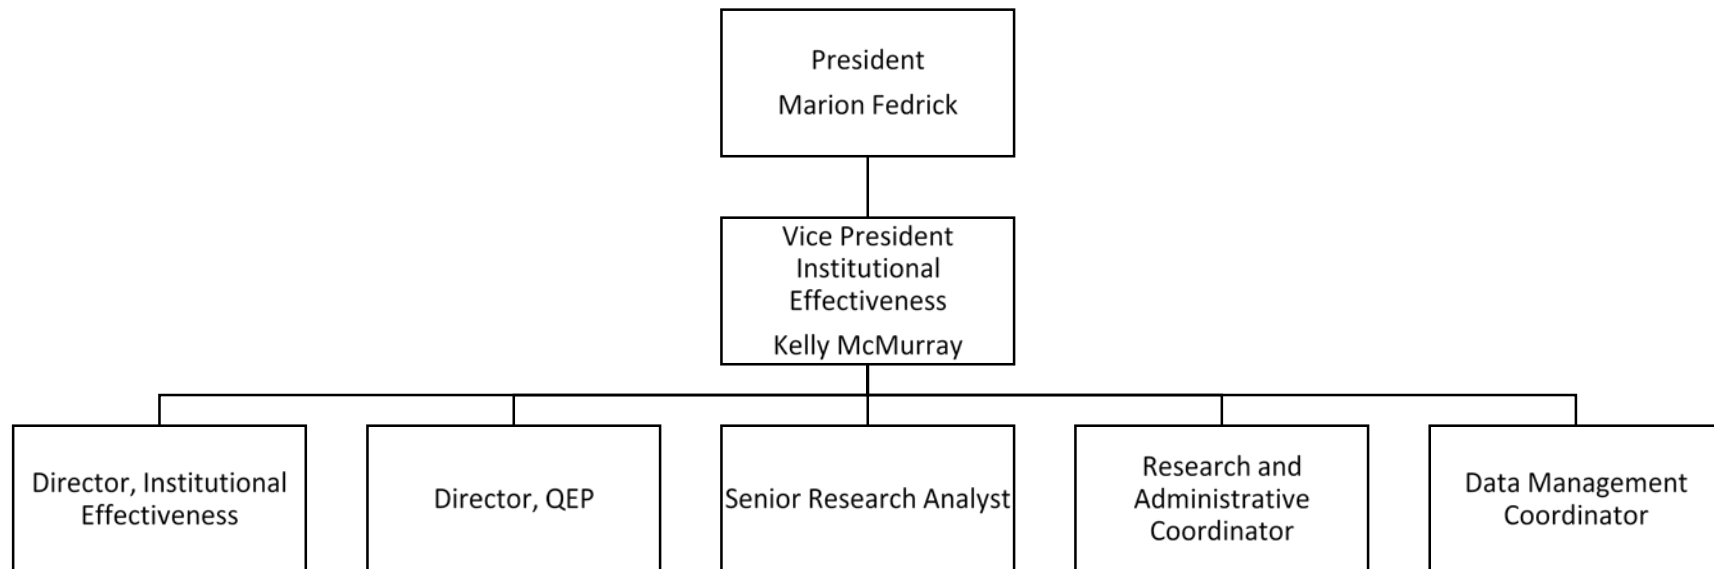 President
Marion Fedrick
Vice President
Institutional
Effectiveness
Kelly McMurray
Director, Institutional
Effectiveness
Director, QEP
Senior Research Analyst
Research and
Administrative
Coordinator
Data Management
Coordinator